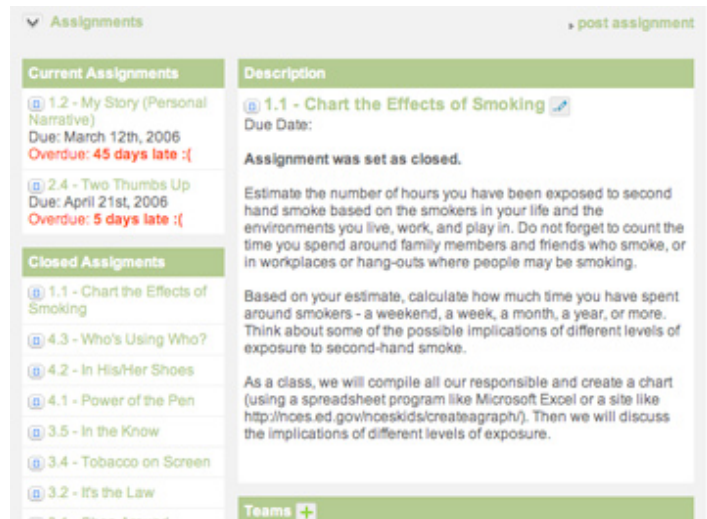 Assignments
post assignment
Current Assignments
1.2 - My Story (Personal
Narrative)
Due: March 12th, 2006
Overdue: 45 days late :(
2.4 - Two Thumbs Up
Due: April 21st, 2006
Overdue: 5 days late :(
Closed Assigments
1.1 - Chart the Effects of
Smoking
4.3 - Who's Using Who?
4.2 - In His/Her Shoes
4.1 - Power of the Pen
3.5 - In the Know
3.4 - Tobacco on Screen
3.2 - It's the Law
Description
1.1 - Chart the Effects of Smoking
Due Date:
Assignment was set as closed.
Estimate the number of hours you have been exposed to second
hand smoke based on the smokers in your life and the
environments you live, work, and play in. Do not forget to count the
time you spend around family members and friends who smoke, or
in workplaces or hang-outs where people may be smoking.
Based on your estimate, calculate how much time you have spent
around smokers - a weekend, a week, a month, a year, or more.
Think about some of the possible implications of different levels of
exposure to second-hand smoke.
As a class, we will compile all our responsible and create a chart
(using a spreadsheet program like Microsoft Excel or a site like
http://nces.ed.gov/nceskids/createagraph/). Then we will discuss
the implications of different levels of exposure.
Teams